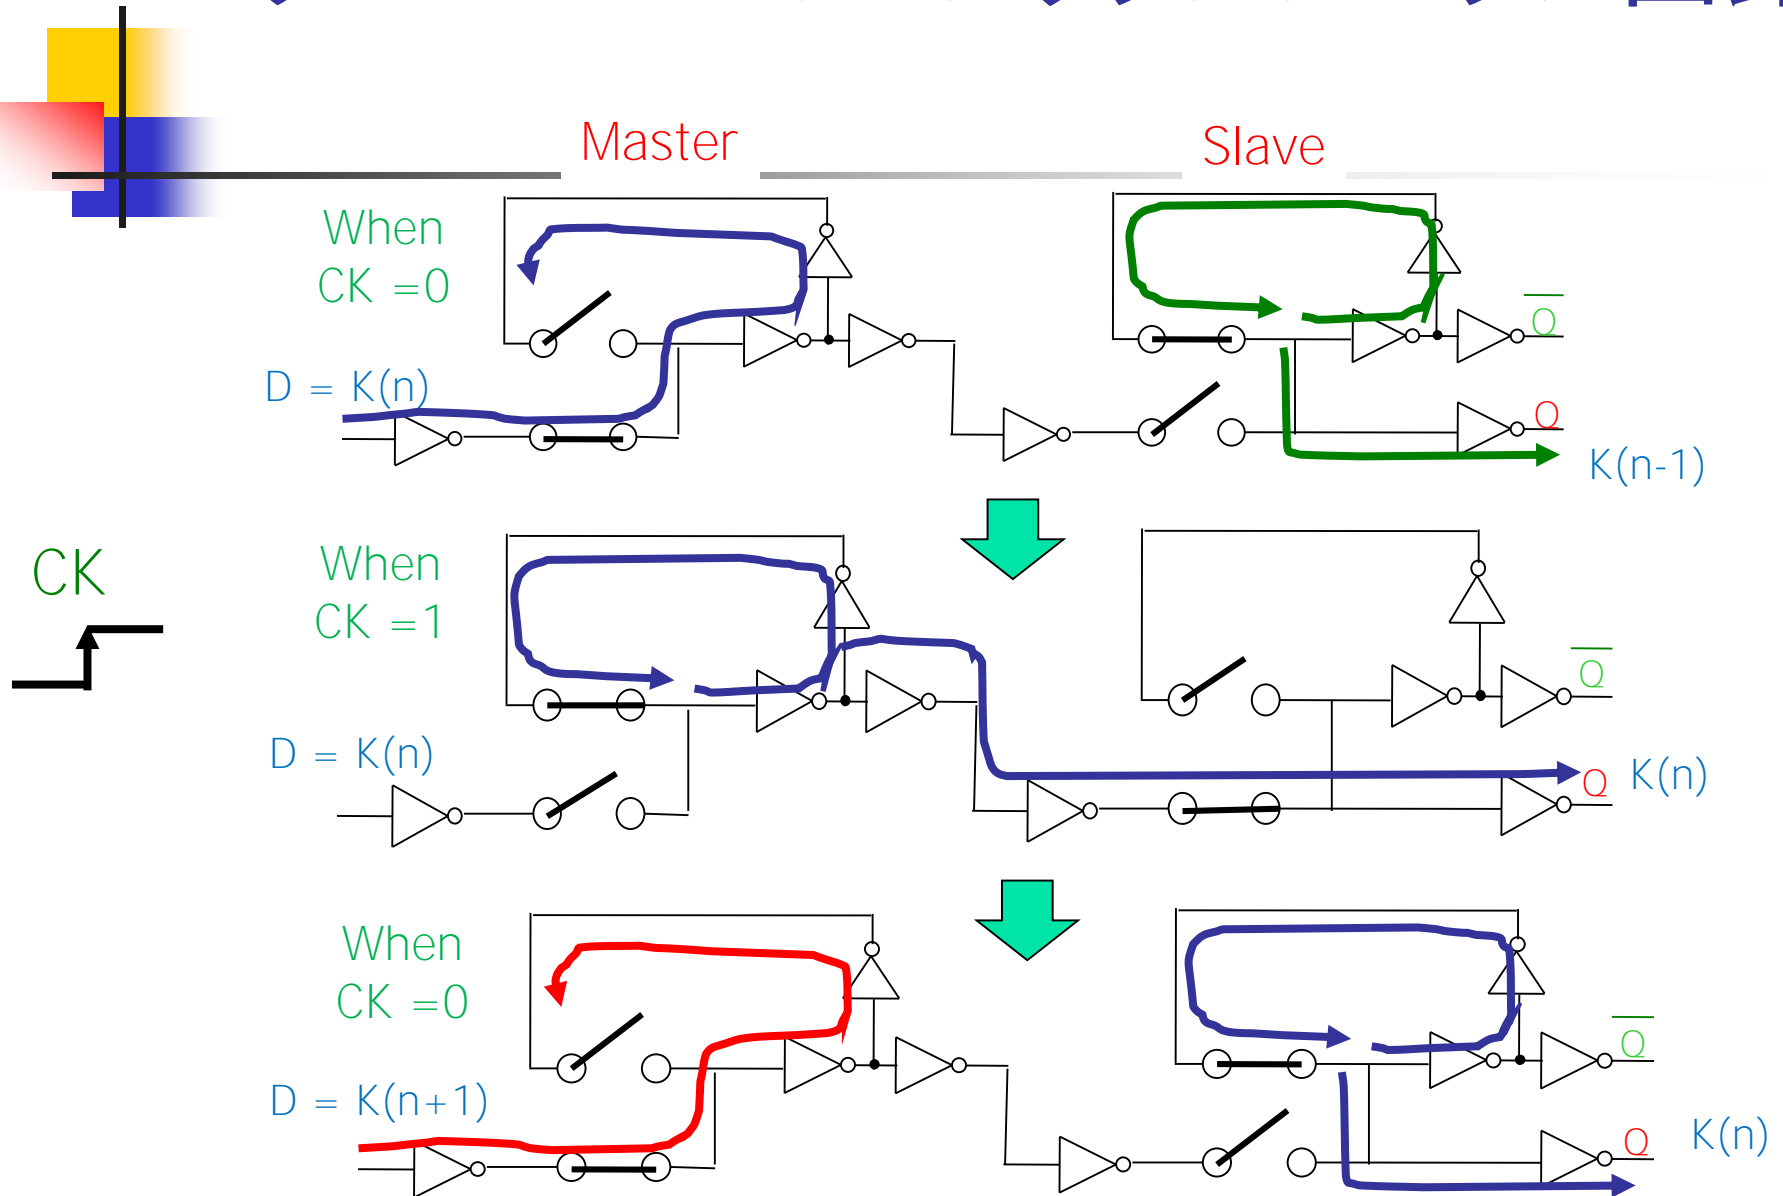 Master
Slave
When
CK =0
D = K(n)
Q
Q
K(n-1)
CK
When
CK =1
D = K(n)
Q
Q
K(n)
When
CK =0
D = K(n+1)
Q
Q
K(n)